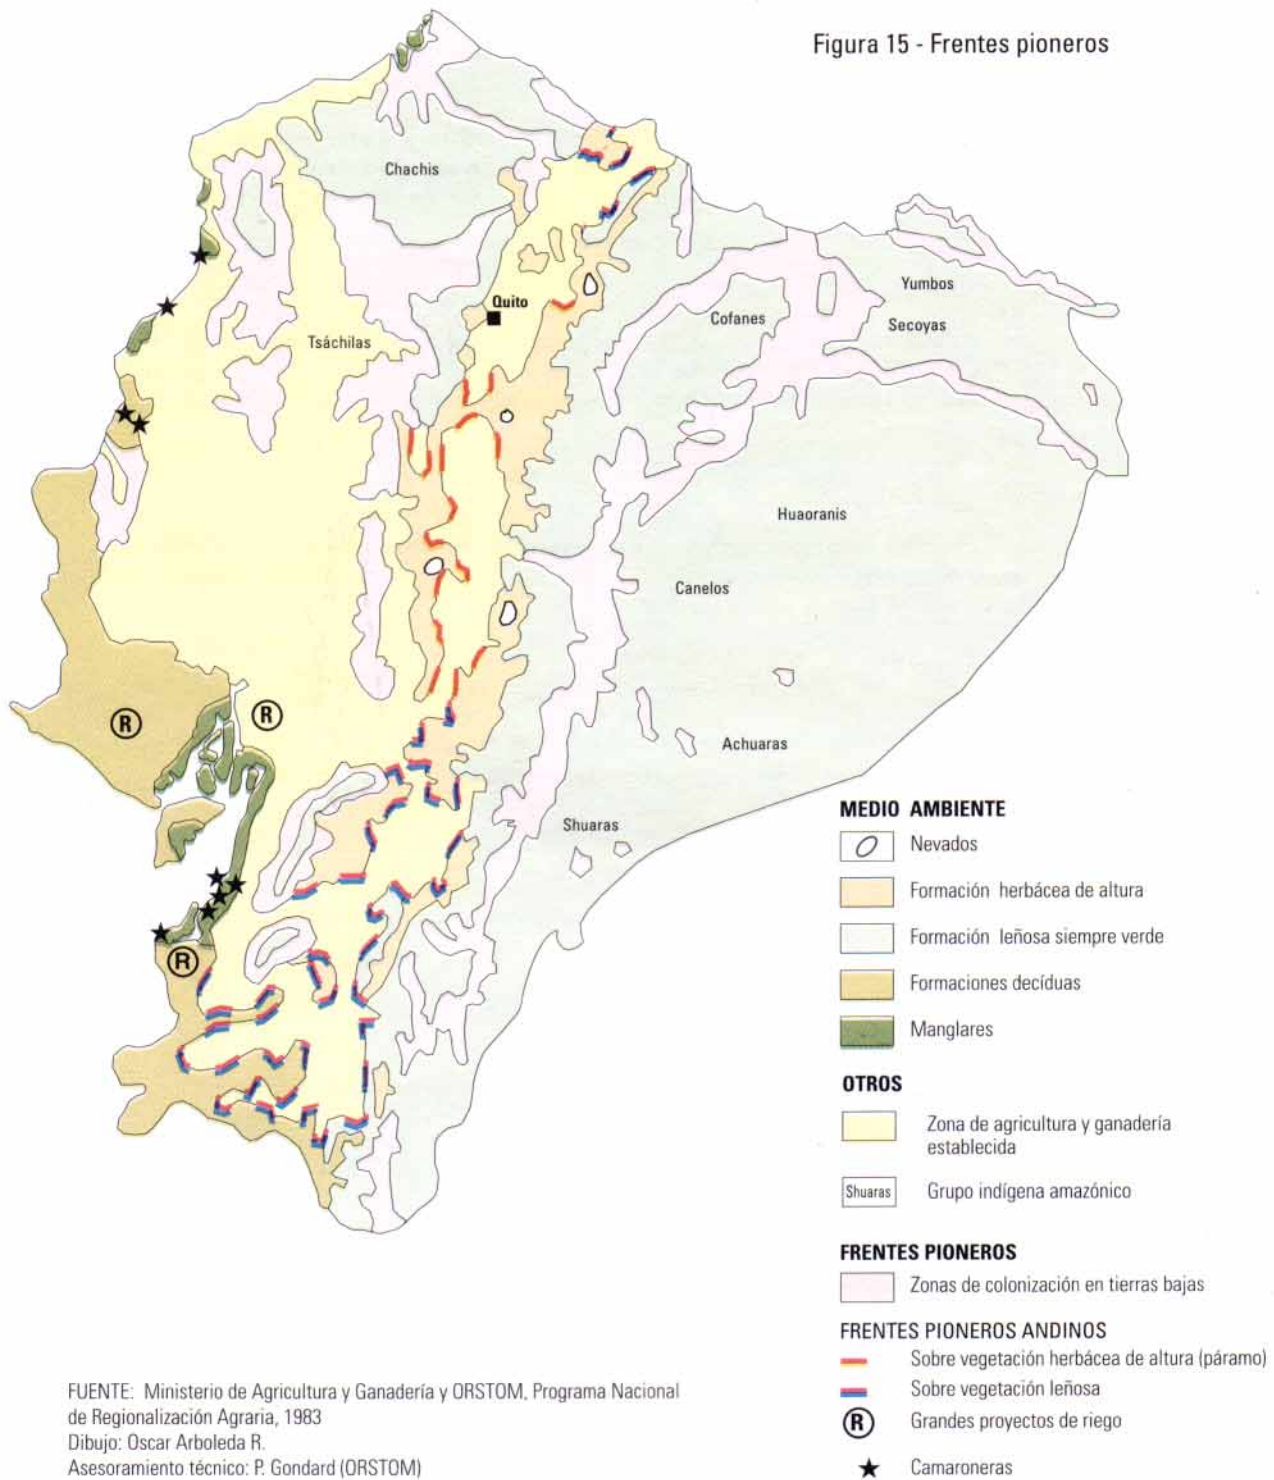 Figura 15 - Frentes pioneros
Chachis
Yumbos
Quito
Cofanes
Secoyas
Tsáchilas
Huaoranis
Canelos
R
R
Achuaras
Shuaras
R
MEDIO AMBIENTE
Nevados
Formación herbácea de altura
Formación leñosa siempre verde
Formaciones decíduas
Manglares
OTROS
Zona de agricultura y ganadería
establecida
Shuaras Grupo indígena amazónico
FRENTES PIONEROS
Zonas de colonización en tierras bajas
FRENTES PIONEROS ANDINOS
Sobre vegetación herbácea de altura (páramo)
Sobre vegetación leñosa
R Grandes proyectos de riego
Camaroneras
FUENTE: Ministerio de Agricultura y Ganadería y ORSTOM, Programa Nacional
de Regionalización Agraria, 1983
Dibujo: Oscar Arboleda R.
Asesoramiento técnico: P. Gondard (ORSTOM)